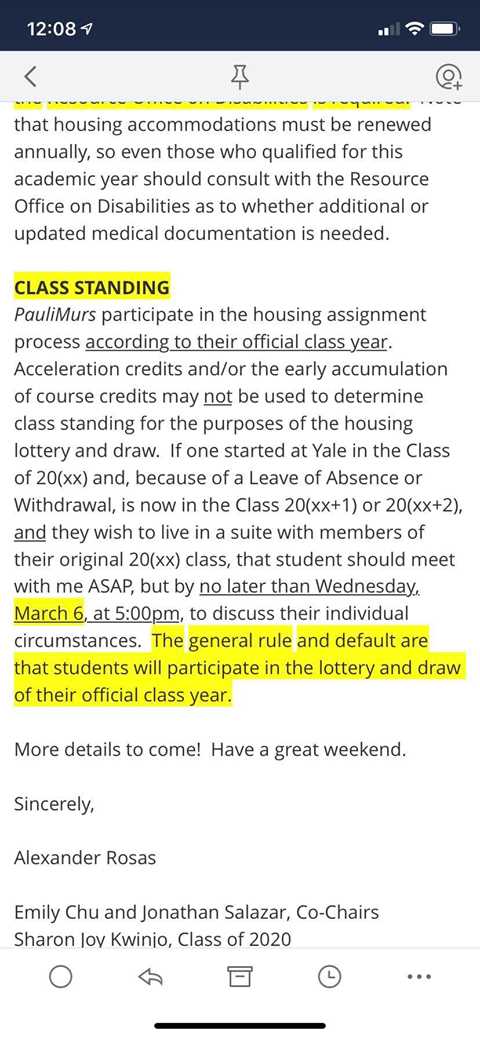 12:08
the Resource Office on Disabilities is required. Note
that housing accommodations must be renewed
annually, so even those who qualified for this
academic year should consult with the Resource
Office on Disabilities as to whether additional or
updated medical documentation is needed.
CLASS STANDING
PauliMurs participate in the housing assignment
process according to their official class year.
Acceleration credits and/or the early accumulation
of course credits may not be used to determine
class standing for the purposes of the housing
lottery and draw. If one started at Yale in the Class
of 20(xx) and, because of a Leave of Absence or
Withdrawal, is now in the Class 20(xx+1) or 20(xx+2),
and they wish to live in a suite with members of
their original 20(xx) class, that student should meet
with me ASAP, but by no later than Wednesday,
March 6, at 5:00pm, to discuss their individual
circumstances. The general rule and default are
that students will participate in the lottery and draw
of their official class year.
More details to come! Have a great weekend.
Sincerely,
Alexander Rosas
Emily Chu and Jonathan Salazar, Co-Chairs
Sharon Joy Kwinjo, Class of 2020